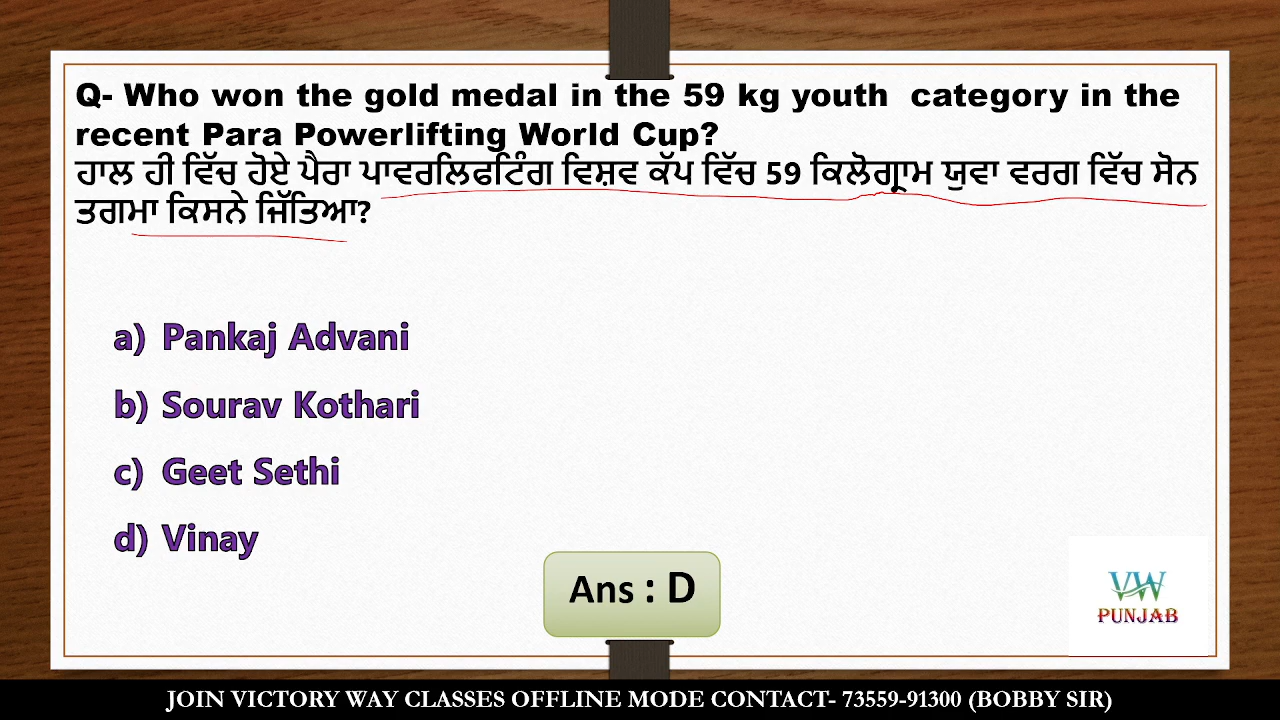 Q- Who won the gold medal in the 59 kg youth category in the
recent Para Powerlifting World Cup?
ਹਾਲ ਹੀ ਵਿੱਚ ਹੋਏ ਪੈਰਾ ਪਾਵਰਲਿਫਟਿੰਗ ਵਿਸ਼ਵ ਕੱਪ ਵਿੱਚ 59 ਕਿਲੋਗ੍ਰਾਮ ਯੁਵਾ ਵਰਗ ਵਿੱਚ ਸੋਨ
ਤਗਮਾ ਕਿਸਨੇ ਜਿੱਤਿਆ?
a) Pankaj Advani
b) Sourav Kothari
c) Geet Sethi
d) Vinay
Ans : D
VW
PUNJAB
JOIN VICTORY WAY CLASSES OFFLINE MODE CONTACT- 73559-91300 (BOBBY SIR)